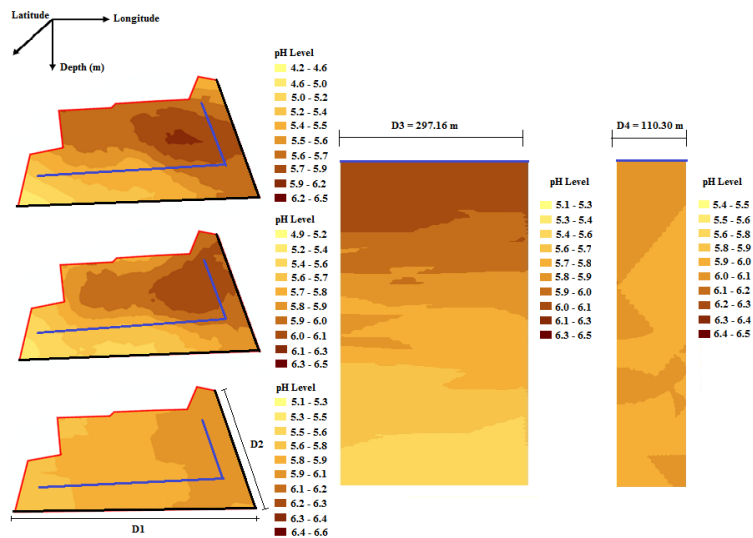 Latitude
Longitude
Depth (m)
pH Level
4.2 - 4.6
4.6 - 5.0
5.0 - 5.2
5.2 - 5.4
5.4 - 5.5
5.5 - 5.6
5.6 - 5.7
5.7 - 5.9
5.9 - 6.2
6.2 - 6.5
pH Level
4.9 - 5.2
5.2 - 5.4
5.4 - 5.6
5.6 - 5.7
5.7 - 5.8
5.8 - 5.9
5.9 - 6.0
6.0 - 6.1
6.1 - 6.3
6.3 - 6.5
pH Level
5.1 - 5.3
5.3 - 5.5
5.5 - 5.6
5.6 - 5.8
5.8 - 5.9
5.9 - 6.1
6.1 - 6.2
6.2 - 6.3
6.3 - 6.4
6.4 - 6.6
D2
D1
D3 = 297.16 m
pH Level
5.1 - 5.3
5.3 - 5.4
5.4 - 5.6
5.6 - 5.7
5.7 - 5.8
5.8 - 5.9
5.9 - 6.0
6.0 - 6.1
6.1 - 6.3
6.3 - 6.5
D4 = 110.30 m
pH Level
5.4 - 5.5
5.5 - 5.6
5.6 - 5.8
5.8 - 5.9
5.9 - 6.0
6.0 - 6.1
6.1 - 6.2
6.2 - 6.3
6.3 - 6.4
6.4 - 6.5